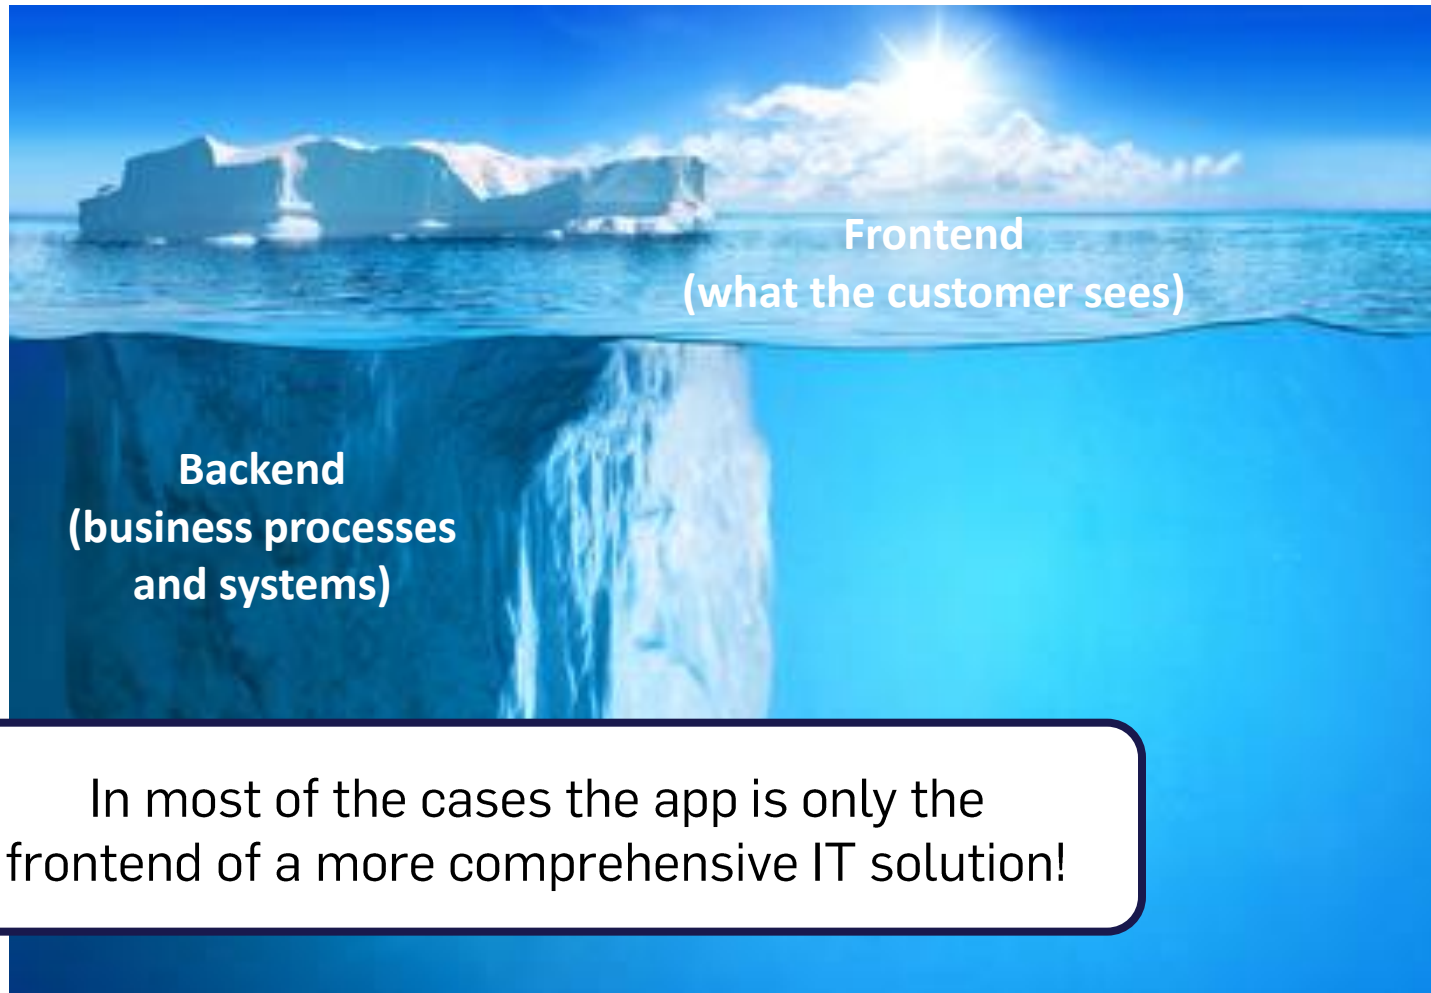 Frontend
(what the customer sees)
Backend
(business processes
and systems)
In most of the cases the app is only the
frontend of a more comprehensive IT solution!